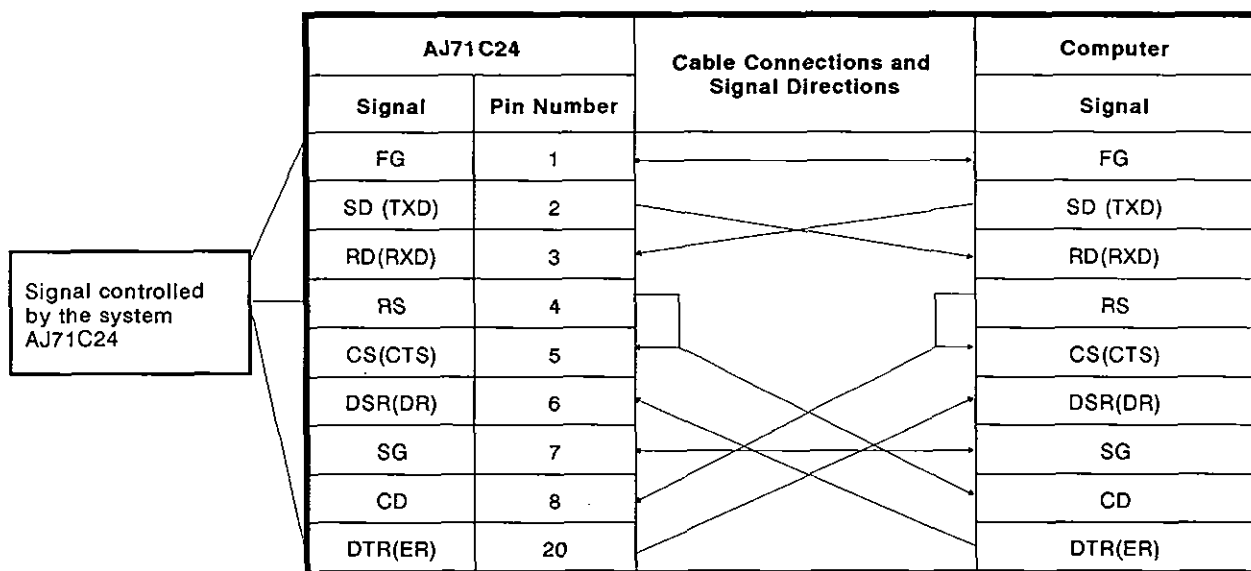 AJ71C24 Cable Connections and Signal Directions Computer
Signal Pin Number Signal
FG 1 FG
SD (TXD) 2 SD (TXD)
RD(RXD) 3 RD(RXD)
RS 4 RS
CS(CTS) 5 CS(CTS)
DSR(DR) 6 DSR(DR)
SG 7 SG
CD 8 CD
DTR(ER) 20 DTR(ER)
Signal controlled
by the system
AJ71C24